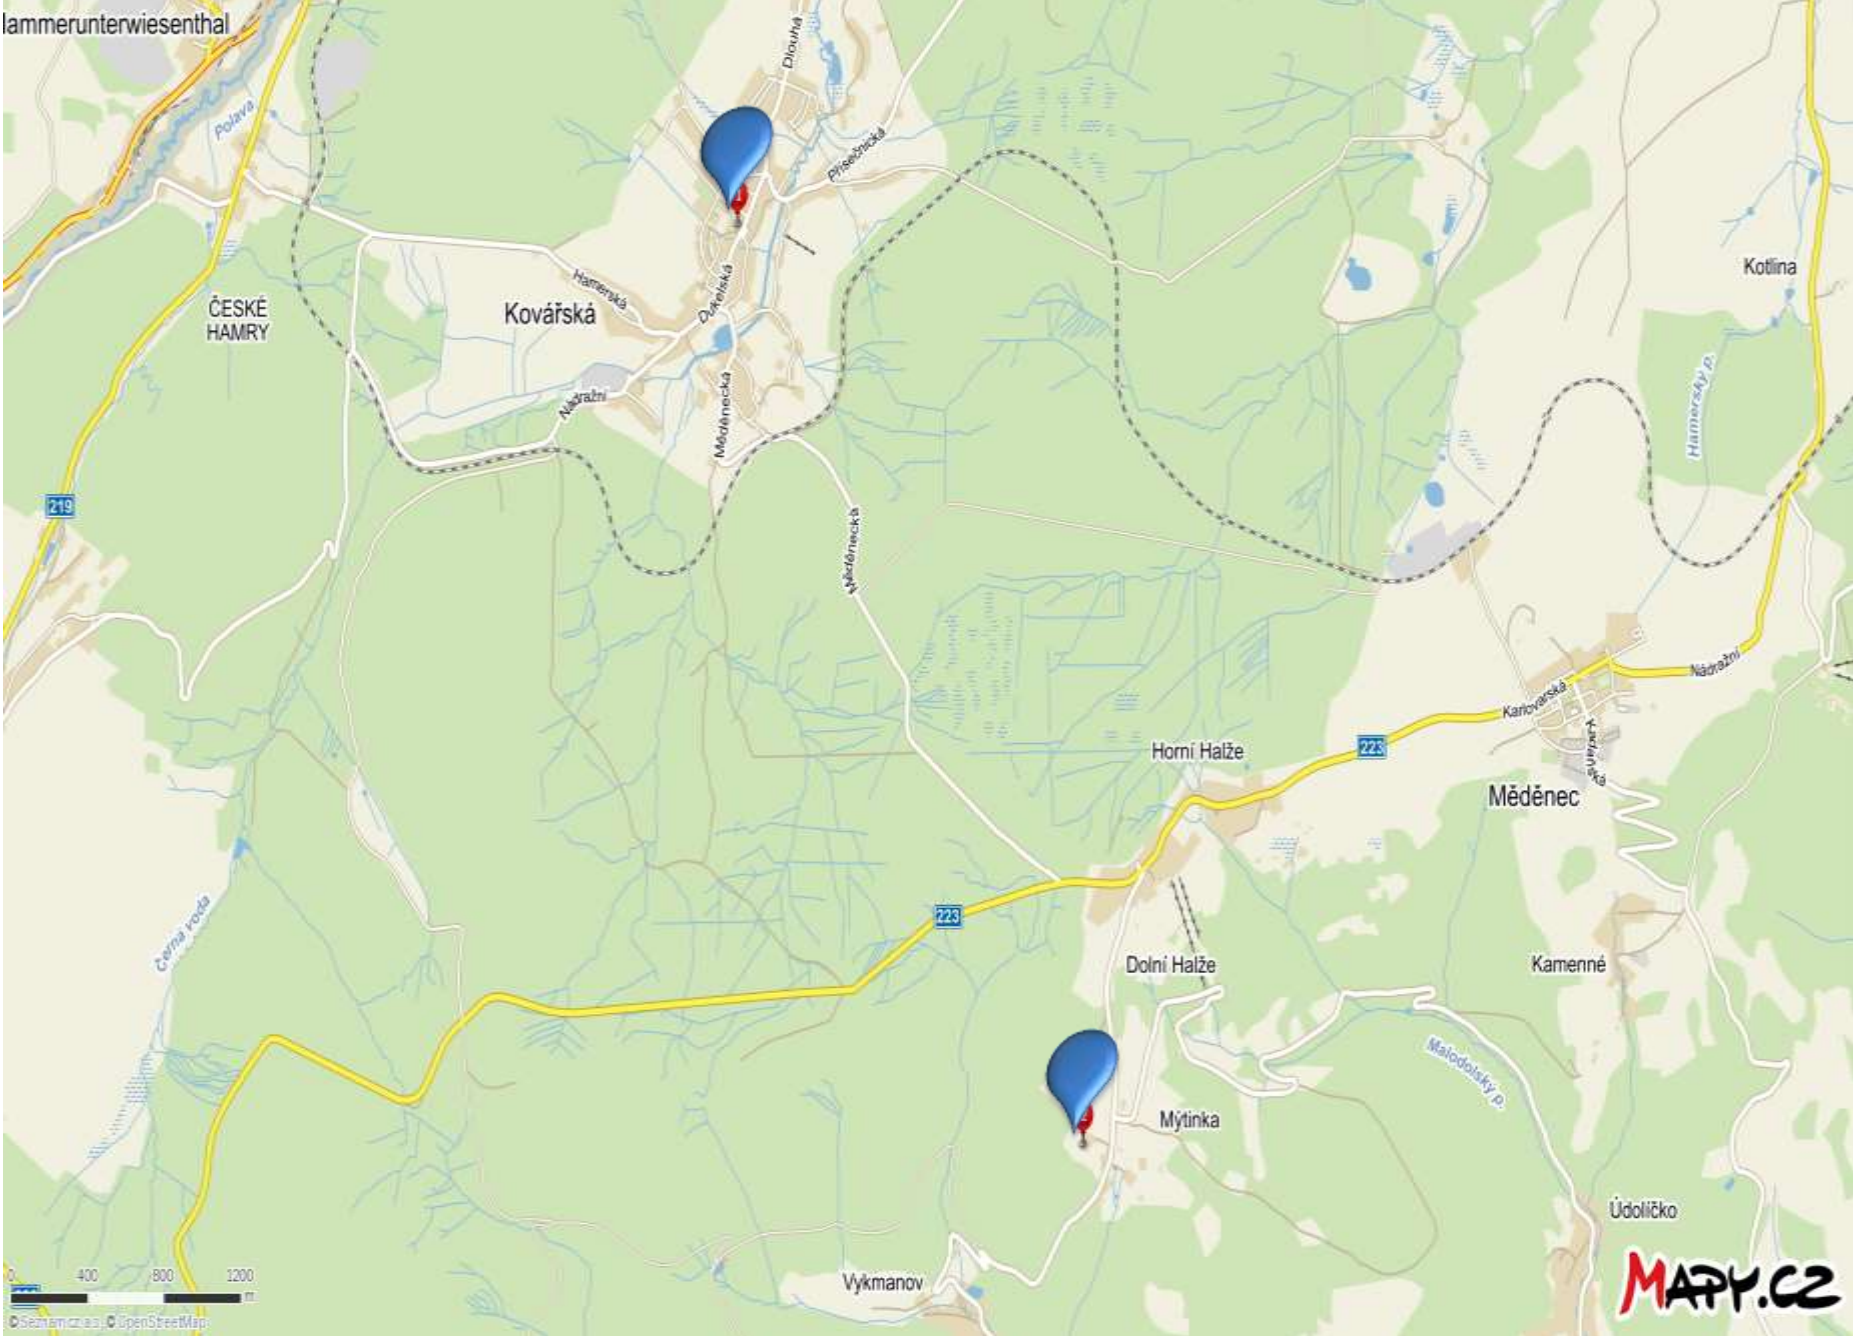 Hammerunterwiesenthal
Dlouhá
Polava
Přísečnická
Kotlina
ČESKÉ
HAMRY
Hamerská
Kovářská
Dukelská
Hamerský p.
Nádražní
Měděnecká
219
Měděnecká
Nádražní
Karlovarská
Horní Halže
223
Kadaňská
Měděnec
Černá voda
223
Dolní Halže
Kamenné
Malodolský p.
Mýtinka
Údolíčko
Vykmanov
0 400 800 1200
m
MAPY.CZ
© Seznam.cz, a.s., © OpenStreetMap